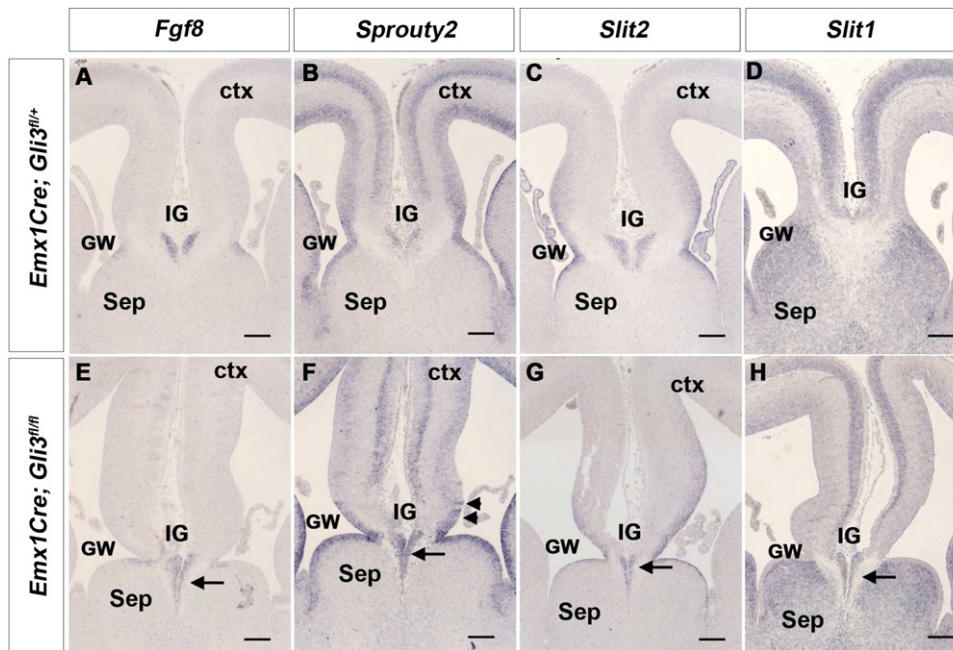 Fgf8 Sprouty2 Slit2 Slit1
Emx1Cre; Gli3fl/+
A B C D
ctx ctx ctx
IG IG IG IG
GW GW GW GW
Sep Sep Sep Sep
Emx1Cre; Gli3fl/fl
E F G H
ctx ctx ctx
IG IG IG IG
GW GW GW GW
Sep Sep Sep Sep